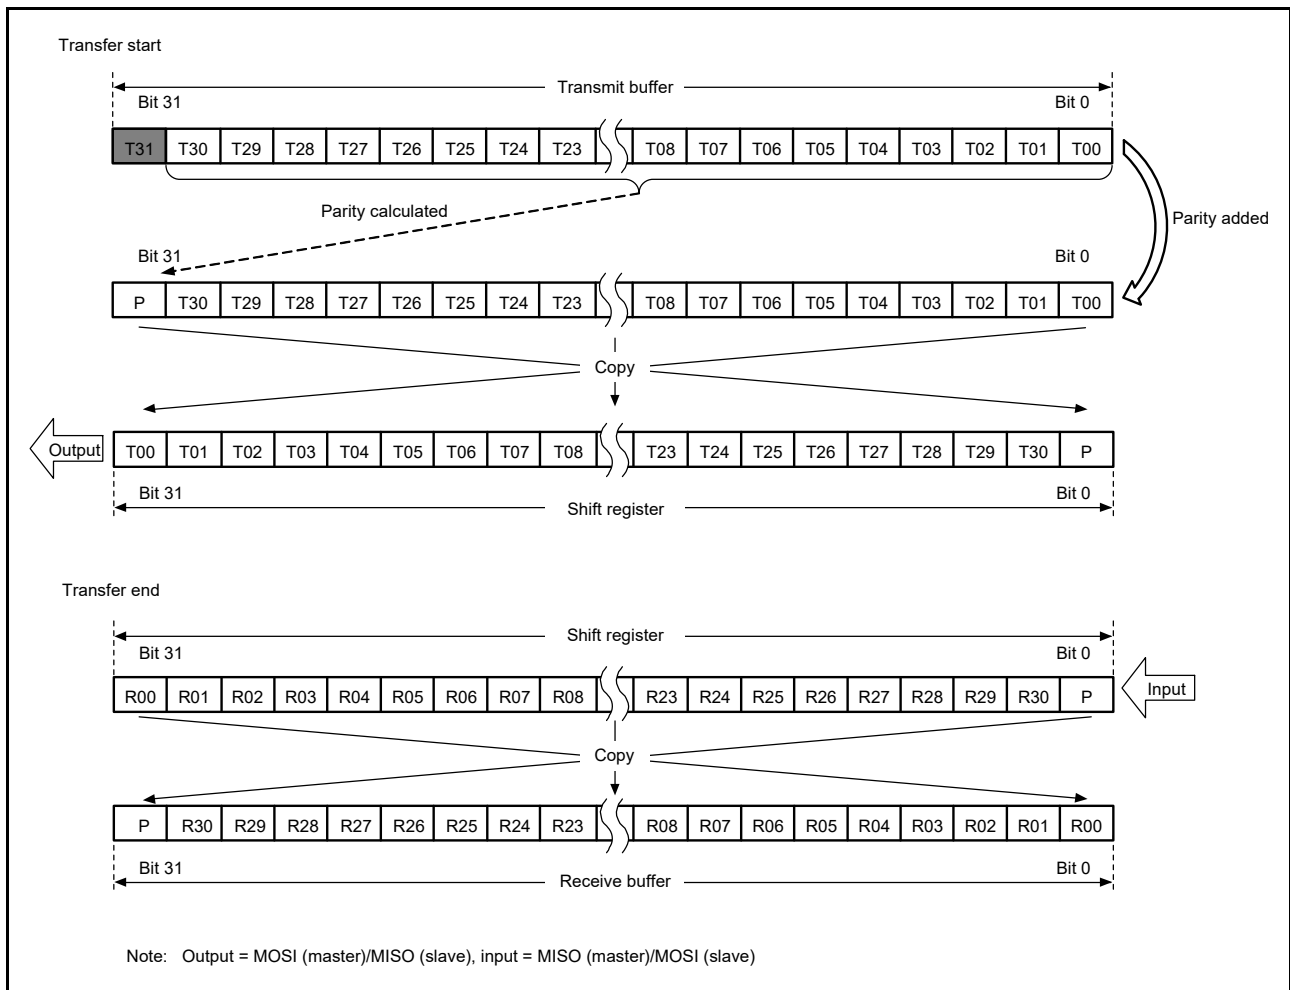 Transfer start
Transmit buffer
Bit 31 Bit 0
T31 T30 T29 T28 T27 T26 T25 T24 T23 T08 T07 T06 T05 T04 T03 T02 T01 T00
Parity calculated
Parity added
Bit 31 Bit 0
P T30 T29 T28 T27 T26 T25 T24 T23 T08 T07 T06 T05 T04 T03 T02 T01 T00
Copy
Output
T00 T01 T02 T03 T04 T05 T06 T07 T08 T23 T24 T25 T26 T27 T28 T29 T30 P
Bit 31 Bit 0
Shift register
Transfer end
Shift register
Bit 31 Bit 0
R00 R01 R02 R03 R04 R05 R06 R07 R08 R23 R24 R25 R26 R27 R28 R29 R30 P
Input
Copy
P R30 R29 R28 R27 R26 R25 R24 R23 R08 R07 R06 R05 R04 R03 R02 R01 R00
Bit 31 Bit 0
Receive buffer
Note: Output = MOSI (master)/MISO (slave), input = MISO (master)/MOSI (slave)